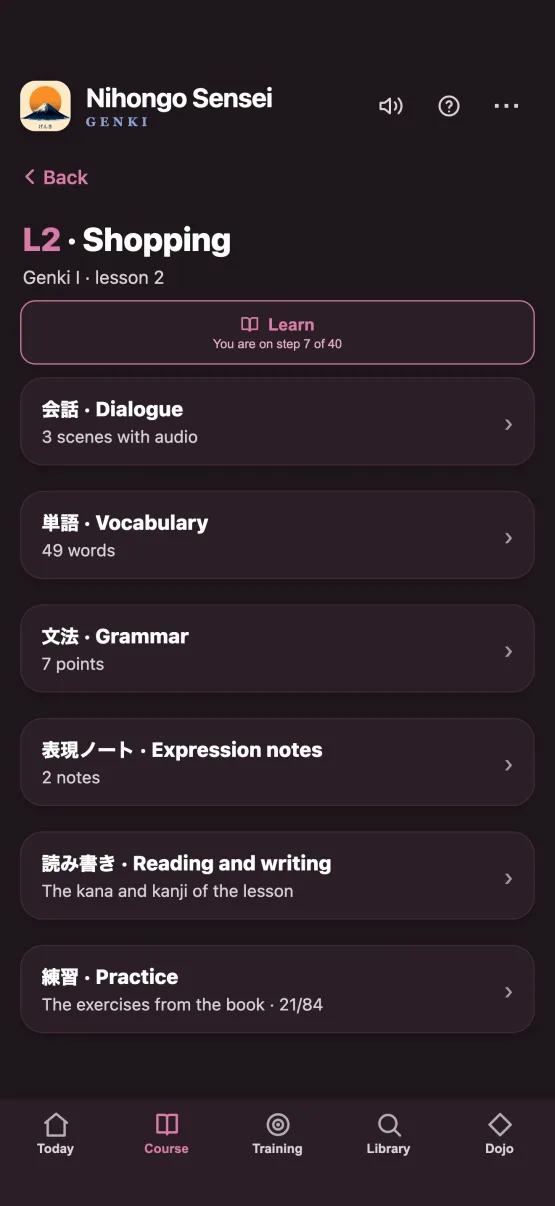 げんき
Nihongo Sensei
GENKI
Back
L2 · Shopping
Genki I · lesson 2
Learn
You are on step 7 of 40
会話 · Dialogue
3 scenes with audio
単語 · Vocabulary
49 words
文法 · Grammar
7 points
表現ノート · Expression notes
2 notes
読み書き · Reading and writing
The kana and kanji of the lesson
練習 · Practice
The exercises from the book · 21/84
Today
Course
Training
Library
Dojo